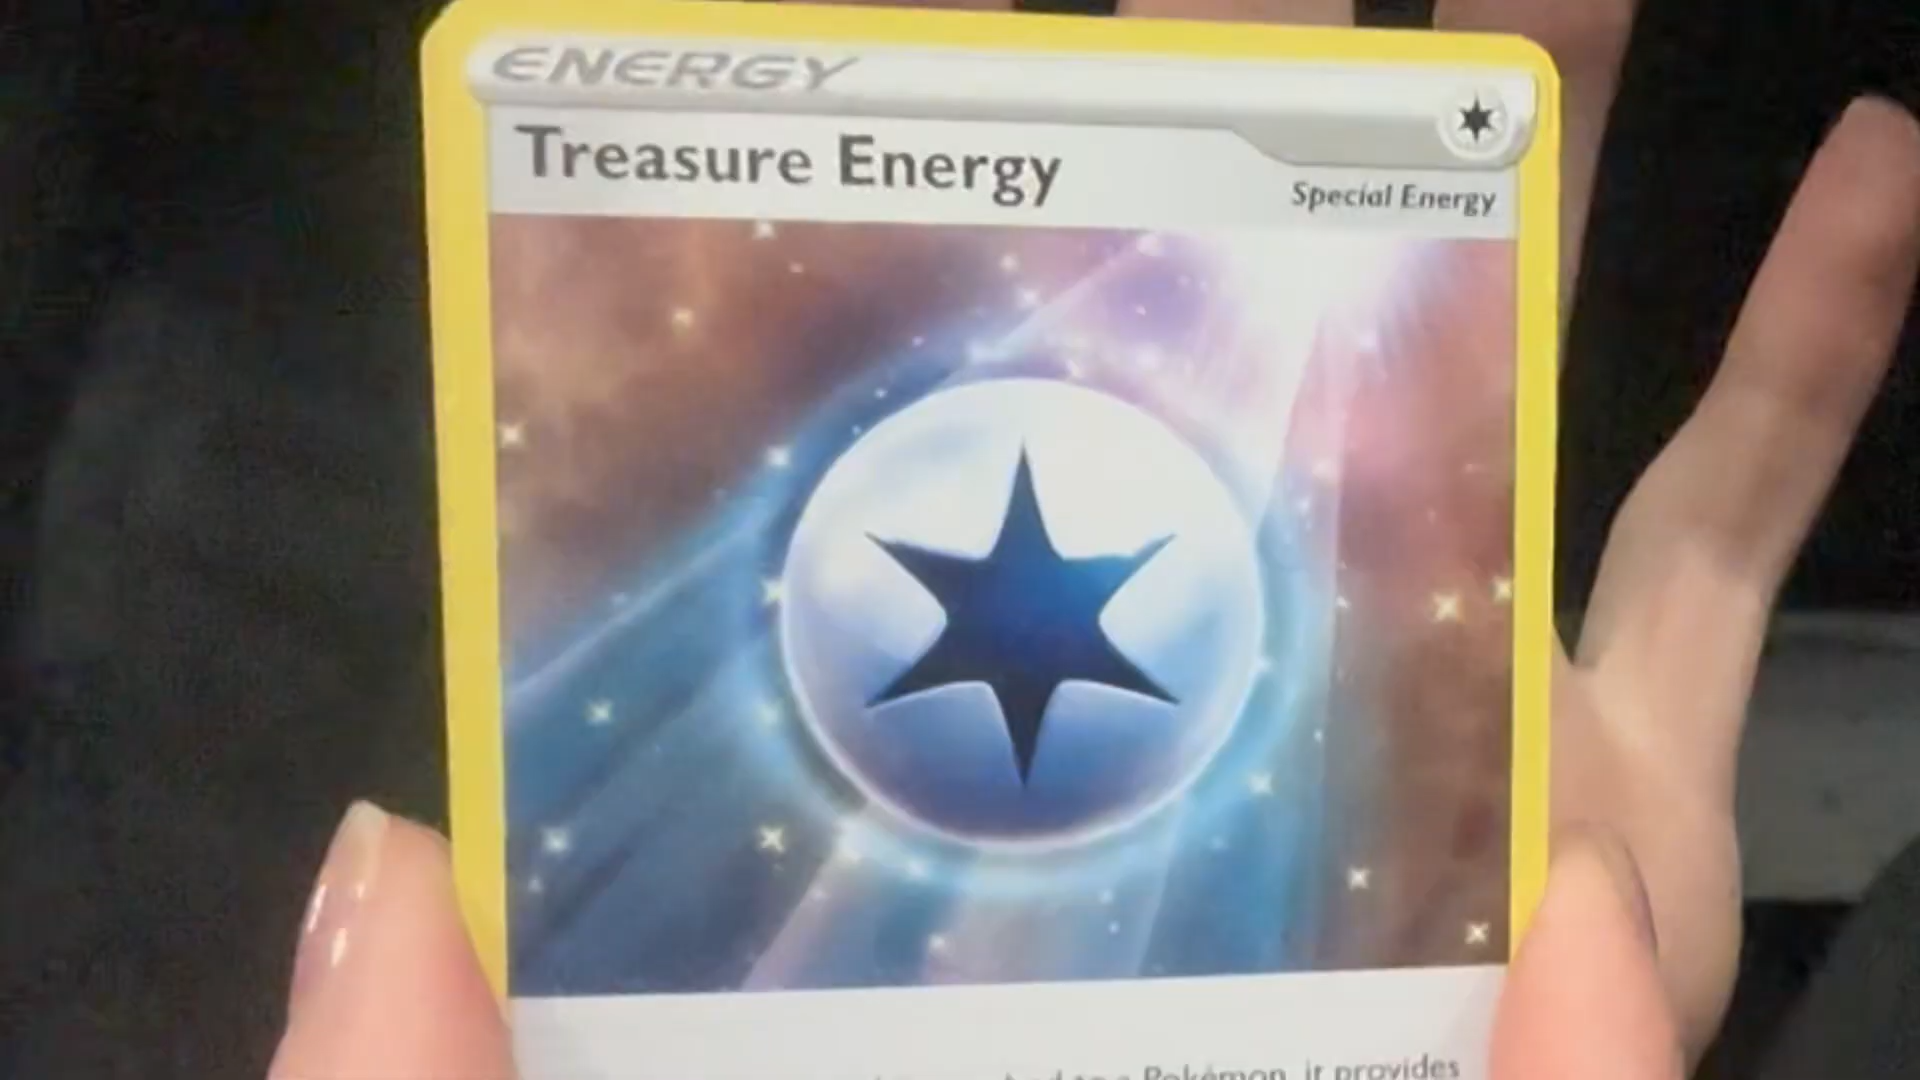 ENERGY
Treasure Energy
Special Energy
a Pokémon, it provides